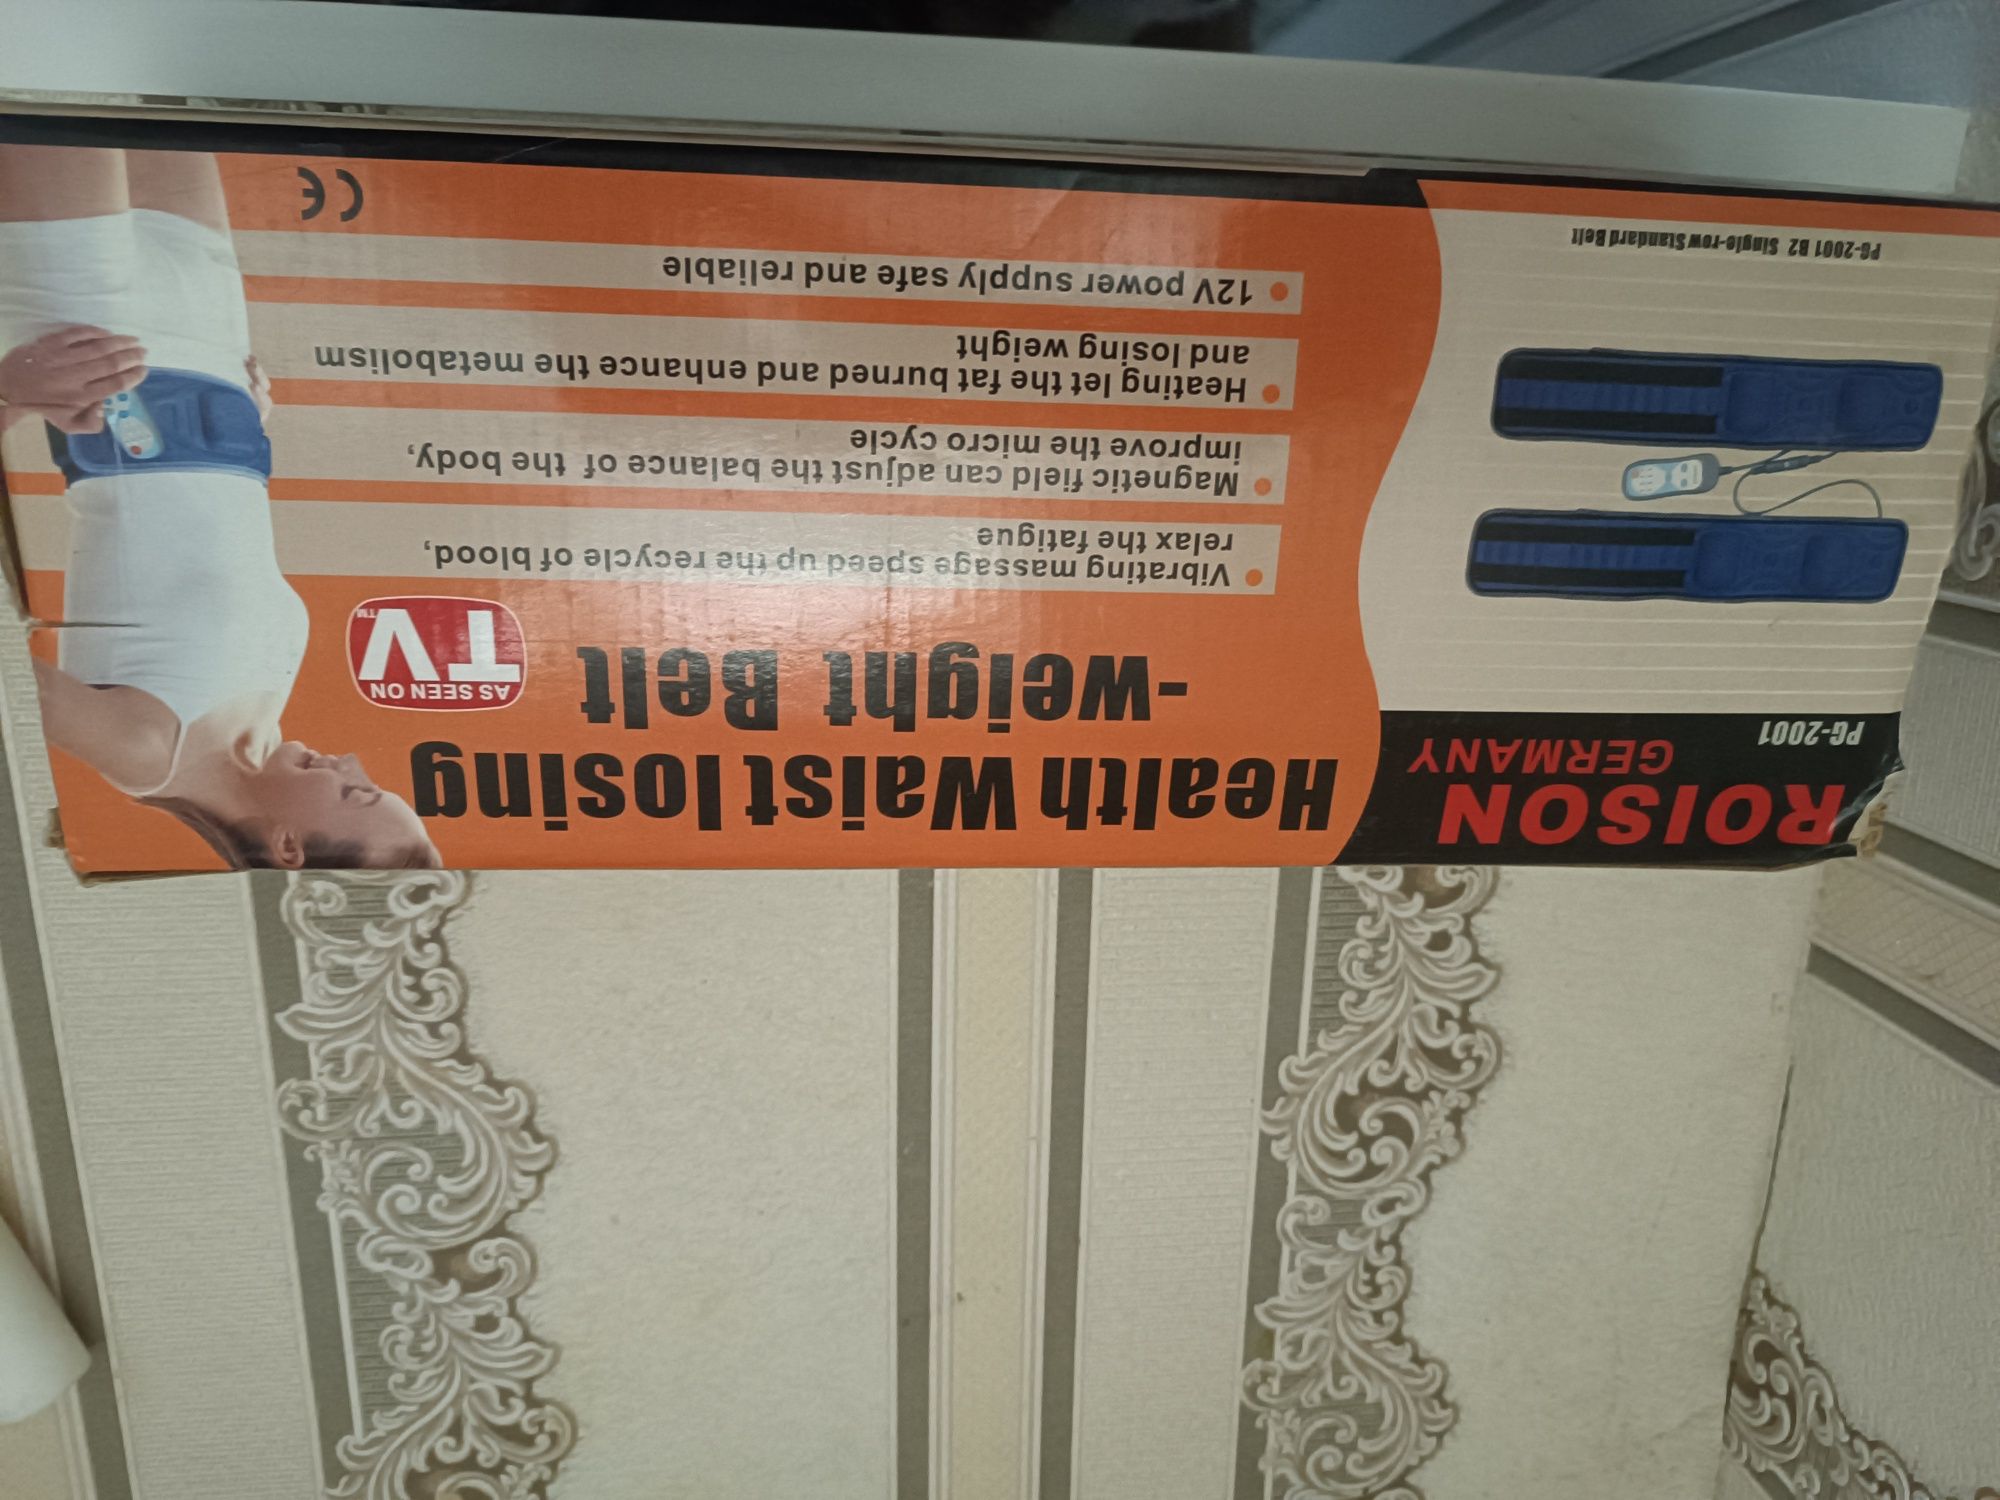 ROISON
GERMANY
PG-2001
Health Waist losing
-weight Belt
AS SEEN ON
TV™
• Vibrating massage speed up the recycle of blood,
relax the fatigue
• Magnetic field can adjust the balance of the body,
improve the micro cycle
• Heating let the fat burned and enhance the metabolism
and losing weight
• 12V power supply safe and reliable
CE
PG-2001 B2 Single-row Standard Belt